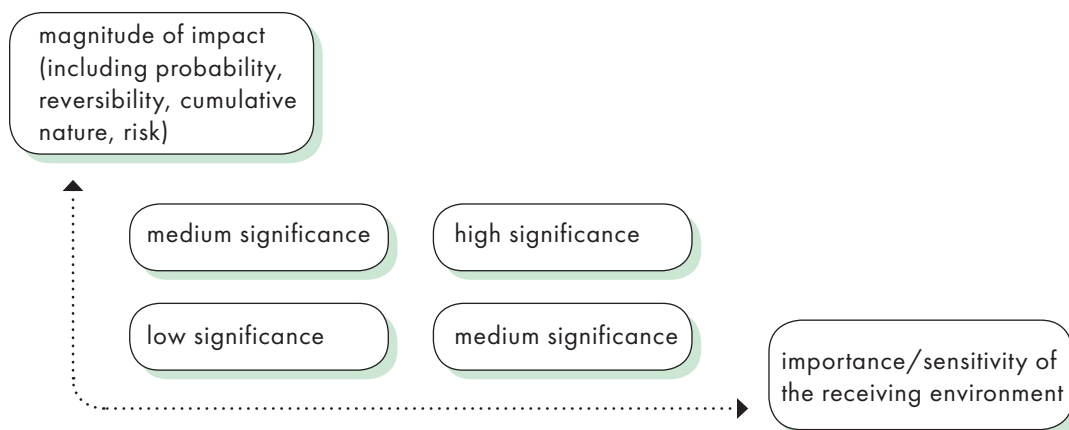 magnitude of impact
(including probability,
reversibility, cumulative
nature, risk)
medium significance
high significance
low significance
medium significance
importance/sensitivity of
the receiving environment